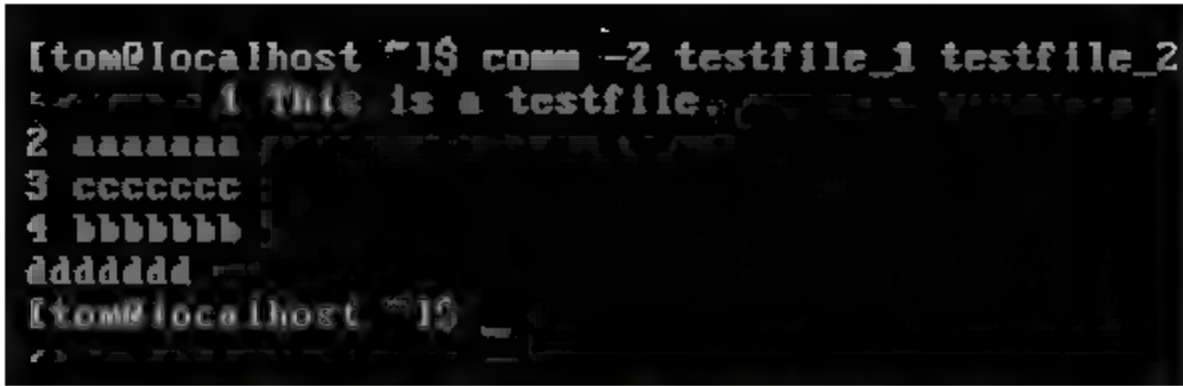 [tom@localhost ~]$ comm -2 testfile_1 testfile_2
        1 This is a testfile.
2 aaaaaaa
3 ccccccc
4 bbbbbbb
ddddddd
[tom@localhost ~]$ _